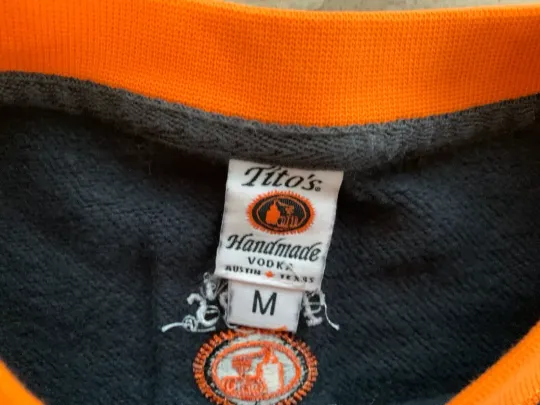 Tito's®
Handmade
VODKA
AUSTIN ★ TEXAS
M